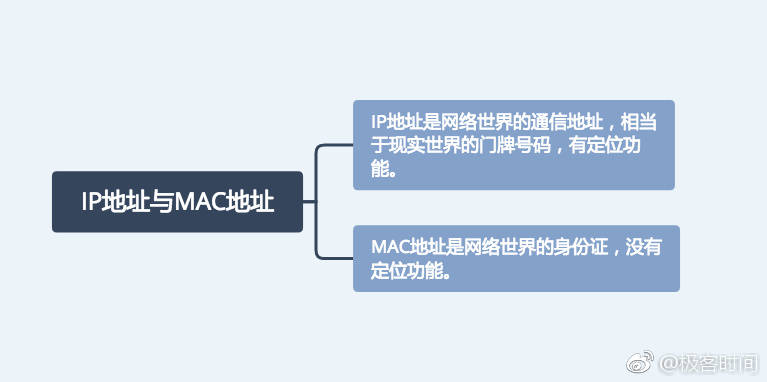 IP地址是网络世界的通信地址，相当
于现实世界的门牌号码，有定位功
能。
IP地址与MAC地址
MAC地址是网络世界的身份证，没有
定位功能。
@极客时间